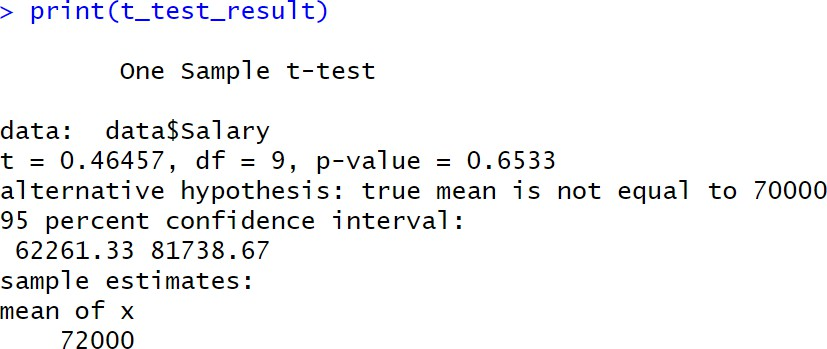 > print(t_test_result)
One Sample t-test
data:  data$Salary
t = 0.46457, df = 9, p-value = 0.6533
alternative hypothesis: true mean is not equal to 70000
95 percent confidence interval:
 62261.33 81738.67
sample estimates:
mean of x
    72000